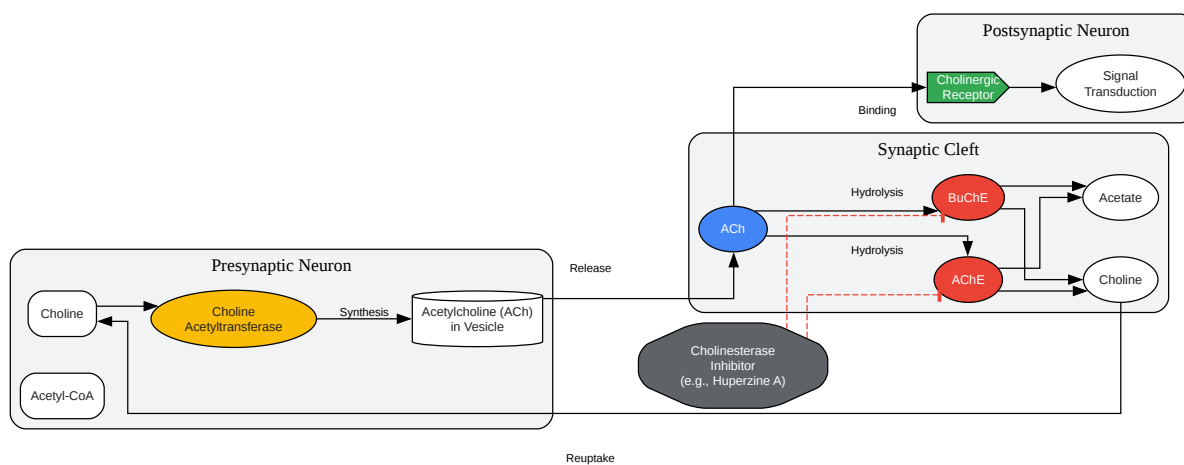 Postsynaptic Neuron
Cholinergic
Receptor
Signal
Transduction
Binding
Synaptic Cleft
Hydrolysis
BuChE
Acetate
ACh
Hydrolysis
AChE
Choline
Presynaptic Neuron
Release
Choline
Choline
Acetyltransferase
Synthesis
Acetylcholine (ACh)
in Vesicle
Cholinesterase
Inhibitor
(e.g., Huperzine A)
Acetyl-CoA
Reuptake